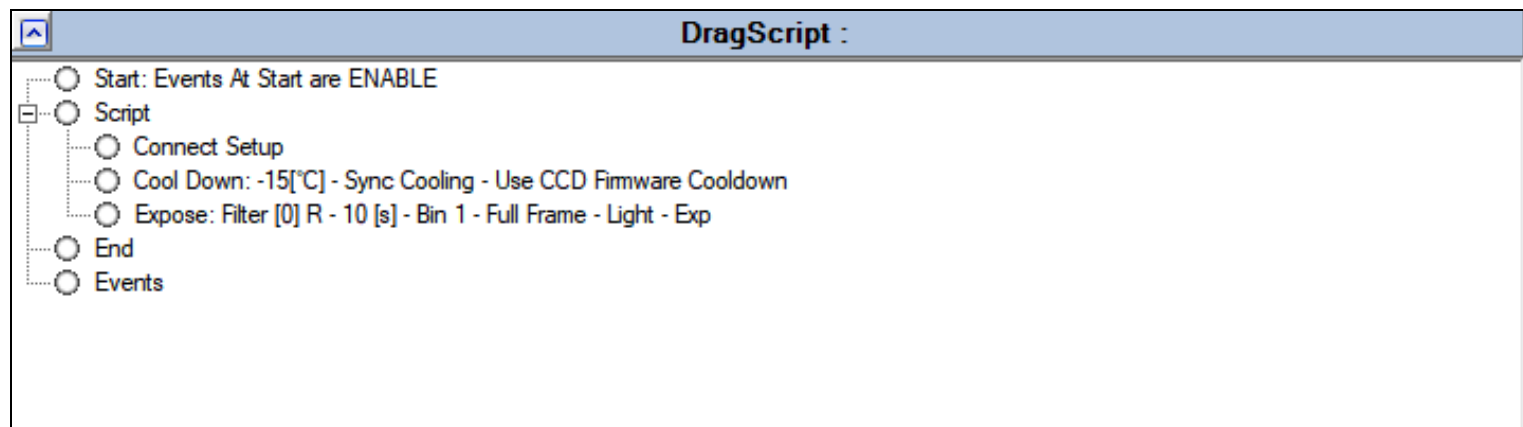 DragScript :
Start: Events At Start are ENABLE
Script
Connect Setup
Cool Down: -15[°C] - Sync Cooling - Use CCD Firmware Cooldown
Expose: Filter [0] R - 10 [s] - Bin 1 - Full Frame - Light - Exp
End
Events